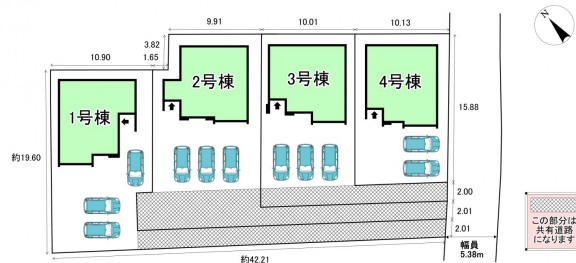 9.91
10.01
10.13
N
3.82
1.65
10.90
2号棟
3号棟
4号棟
1号棟
15.88
約19.60
2.00
2.01
2.01
この部分は
共有道路
になります
幅員
5.38m
約42.21